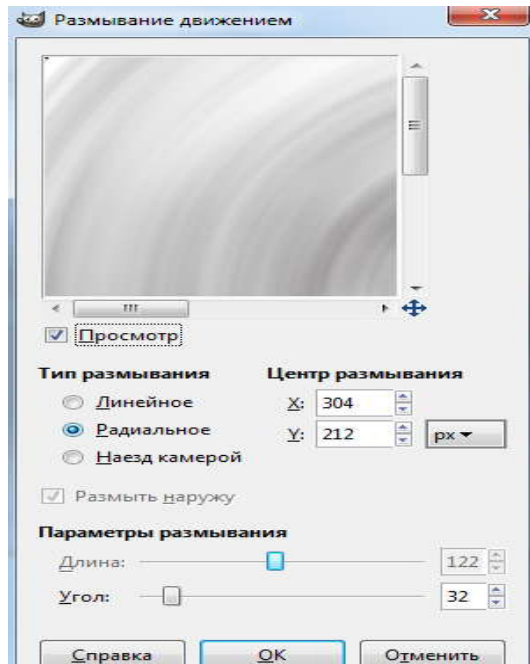 Размывание движением
Просмотр
Тип размывания
Центр размывания
Линейное
X: 304
Радиальное
Y: 212
px
Наезд камерой
Размыть наружу
Параметры размывания
Длина: 122
Угол: 32
Справка
OK
Отменить